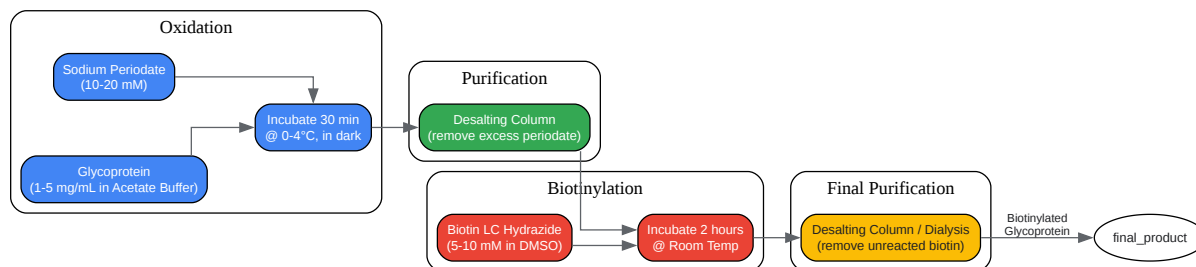 Oxidation
Sodium Periodate
(10-20 mM)
Incubate 30 min
@ 0-4°C, in dark
Glycoprotein
(1-5 mg/mL in Acetate Buffer)
Purification
Desalting Column
(remove excess periodate)
Biotinylation
Biotin LC Hydrazide
(5-10 mM in DMSO)
Incubate 2 hours
@ Room Temp
Final Purification
Desalting Column / Dialysis
(remove unreacted biotin)
Biotinylated
Glycoprotein
final_product